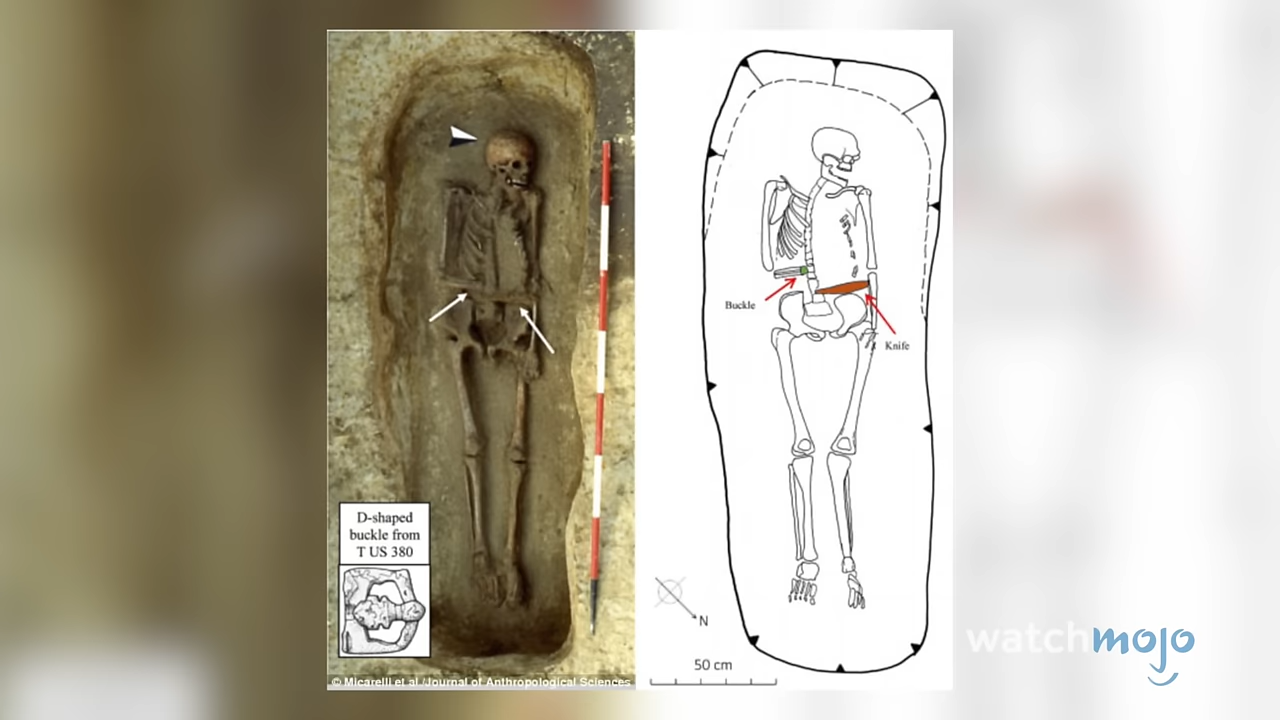 D-shaped
buckle from
T US 380
© Micarelli et al /Journal of Anthropological Sciences
Buckle
Knife
N
50 cm
watchmojo